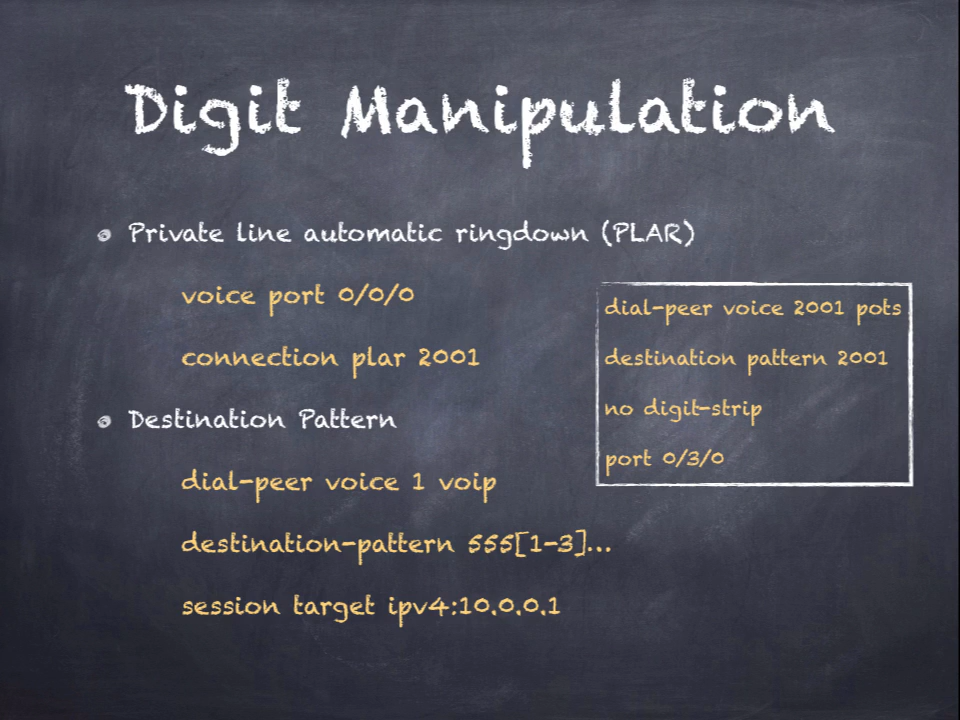 Digit Manipulation
Private line automatic ringdown (PLAR)
voice port 0/0/0
connection plar 2001
Destination Pattern
dial-peer voice 1 voip
destination-pattern 555[1-3]...
session target ipv4:10.0.0.1
dial-peer voice 2001 pots
destination pattern 2001
no digit-strip
port 0/3/0